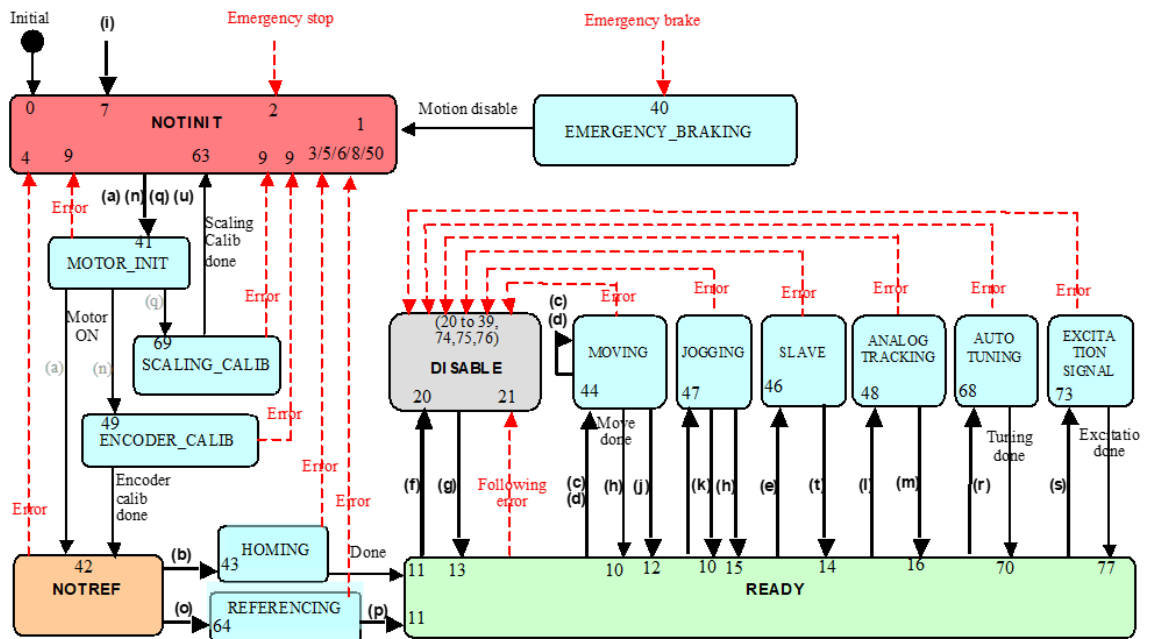 Initial
(i)
Emergency stop
Emergency brake
0
7
2
NOTINIT
1
4
9
63
9
9
3/5/6/8/50
Motion disable
40
EMERGENCY_BRAKING
Error
(a) (n) (q) (u)
Scaling
Calib
done
41
MOTOR_INIT
Motor
ON
(q)
Error
69
SCALING_CALIB
(a)
(n)
49
ENCODER_CALIB
Error
Encoder
calib
done
Error
Error
Error
42
NOTREF
(b)
HOMING
43
Done
(o)
REFERENCING
64
(p)
(20 to 39,
74,75,76)
DISABLE
20
21
(c)
(d)
Error
MOVING
44
Error
JOGGING
47
Error
SLAVE
46
Error
ANALOG
TRACKING
48
Error
AUTO
TUNING
68
Error
EXCITA
TION
SIGNAL
73
(f)
(g)
Following
error
(c)
(d)
Move
done
(h)
(j)
(k)
(h)
(e)
(t)
(l)
(m)
(r)
Tuning
done
(s)
Excitatio
done
11
13
10
12
10
15
14
16
70
77
READY
11